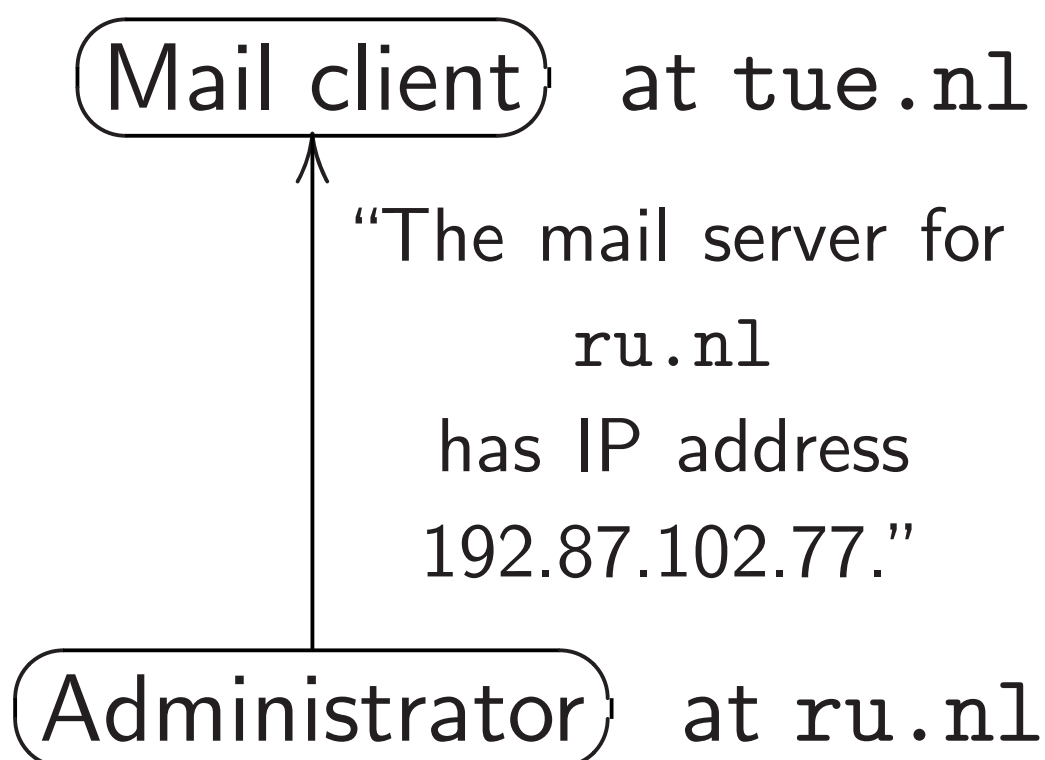 Mail client at tue.nl
“The mail server for
ru.nl
has IP address
192.87.102.77.”
Administrator at ru.nl